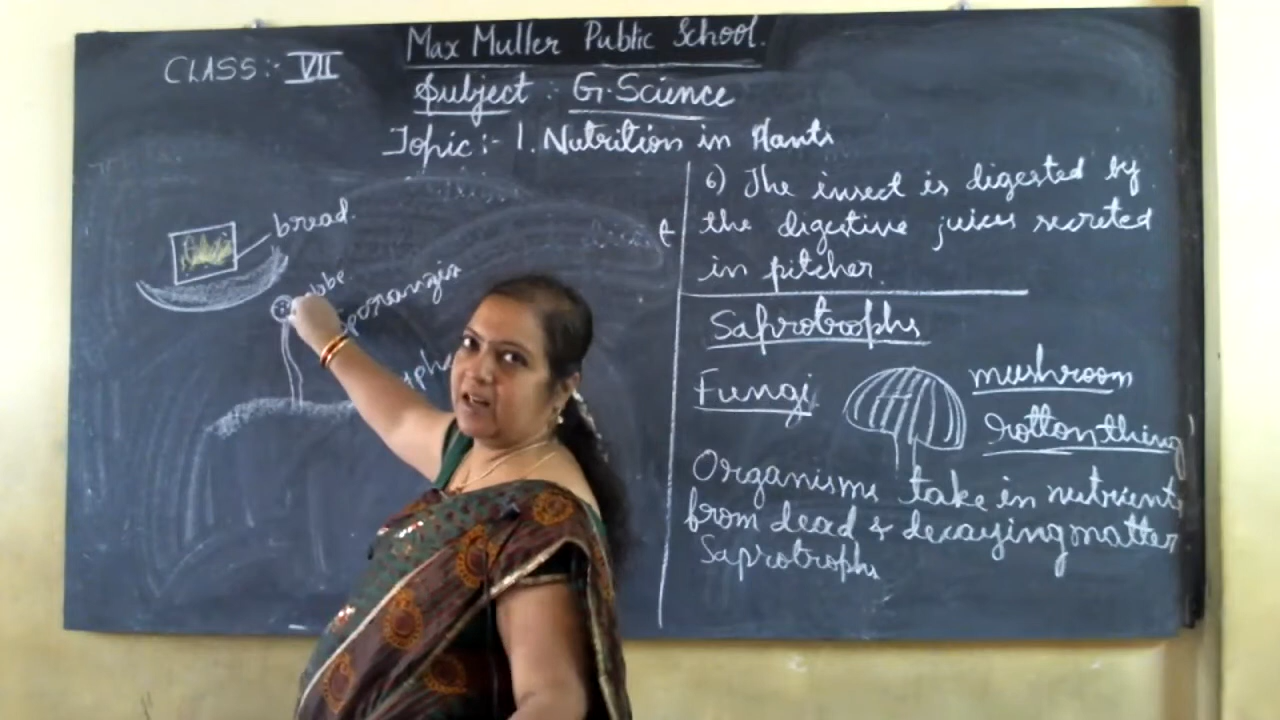 Max Muller Public School.
CLASS:- VII
Subject : G.Science
Topic:- 1. Nutrition in Plants
bread.
sporangia
6) The insect is digested by
the digestive juices secreted
in pitcher
Saprotrophs
Fungi
mushroom
rotton thing
Organisms take in nutrients
from dead & decaying matter
Saprotrophs